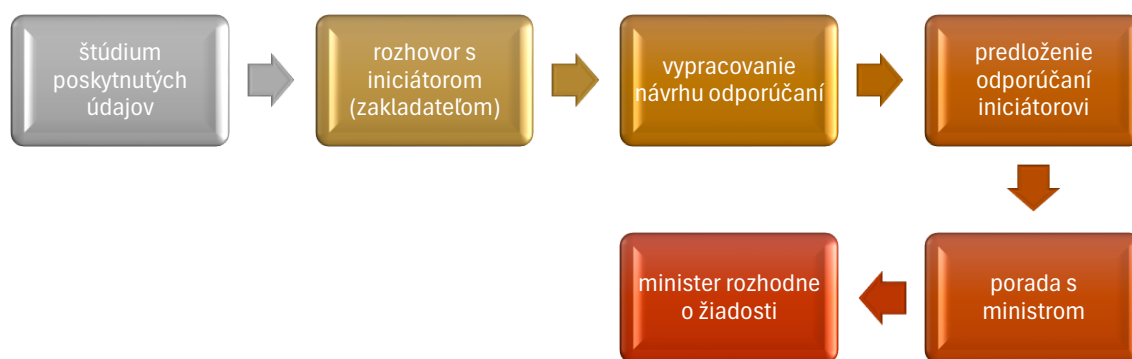 štúdium
poskytnutých
údajov
rozhovor s
iniciátorom
(zakladateľom)
vypracovanie
návrhu odporúčaní
predloženie
odporúčaní
iniciátorovi
porada s
ministrom
minister rozhodne
o žiadosti